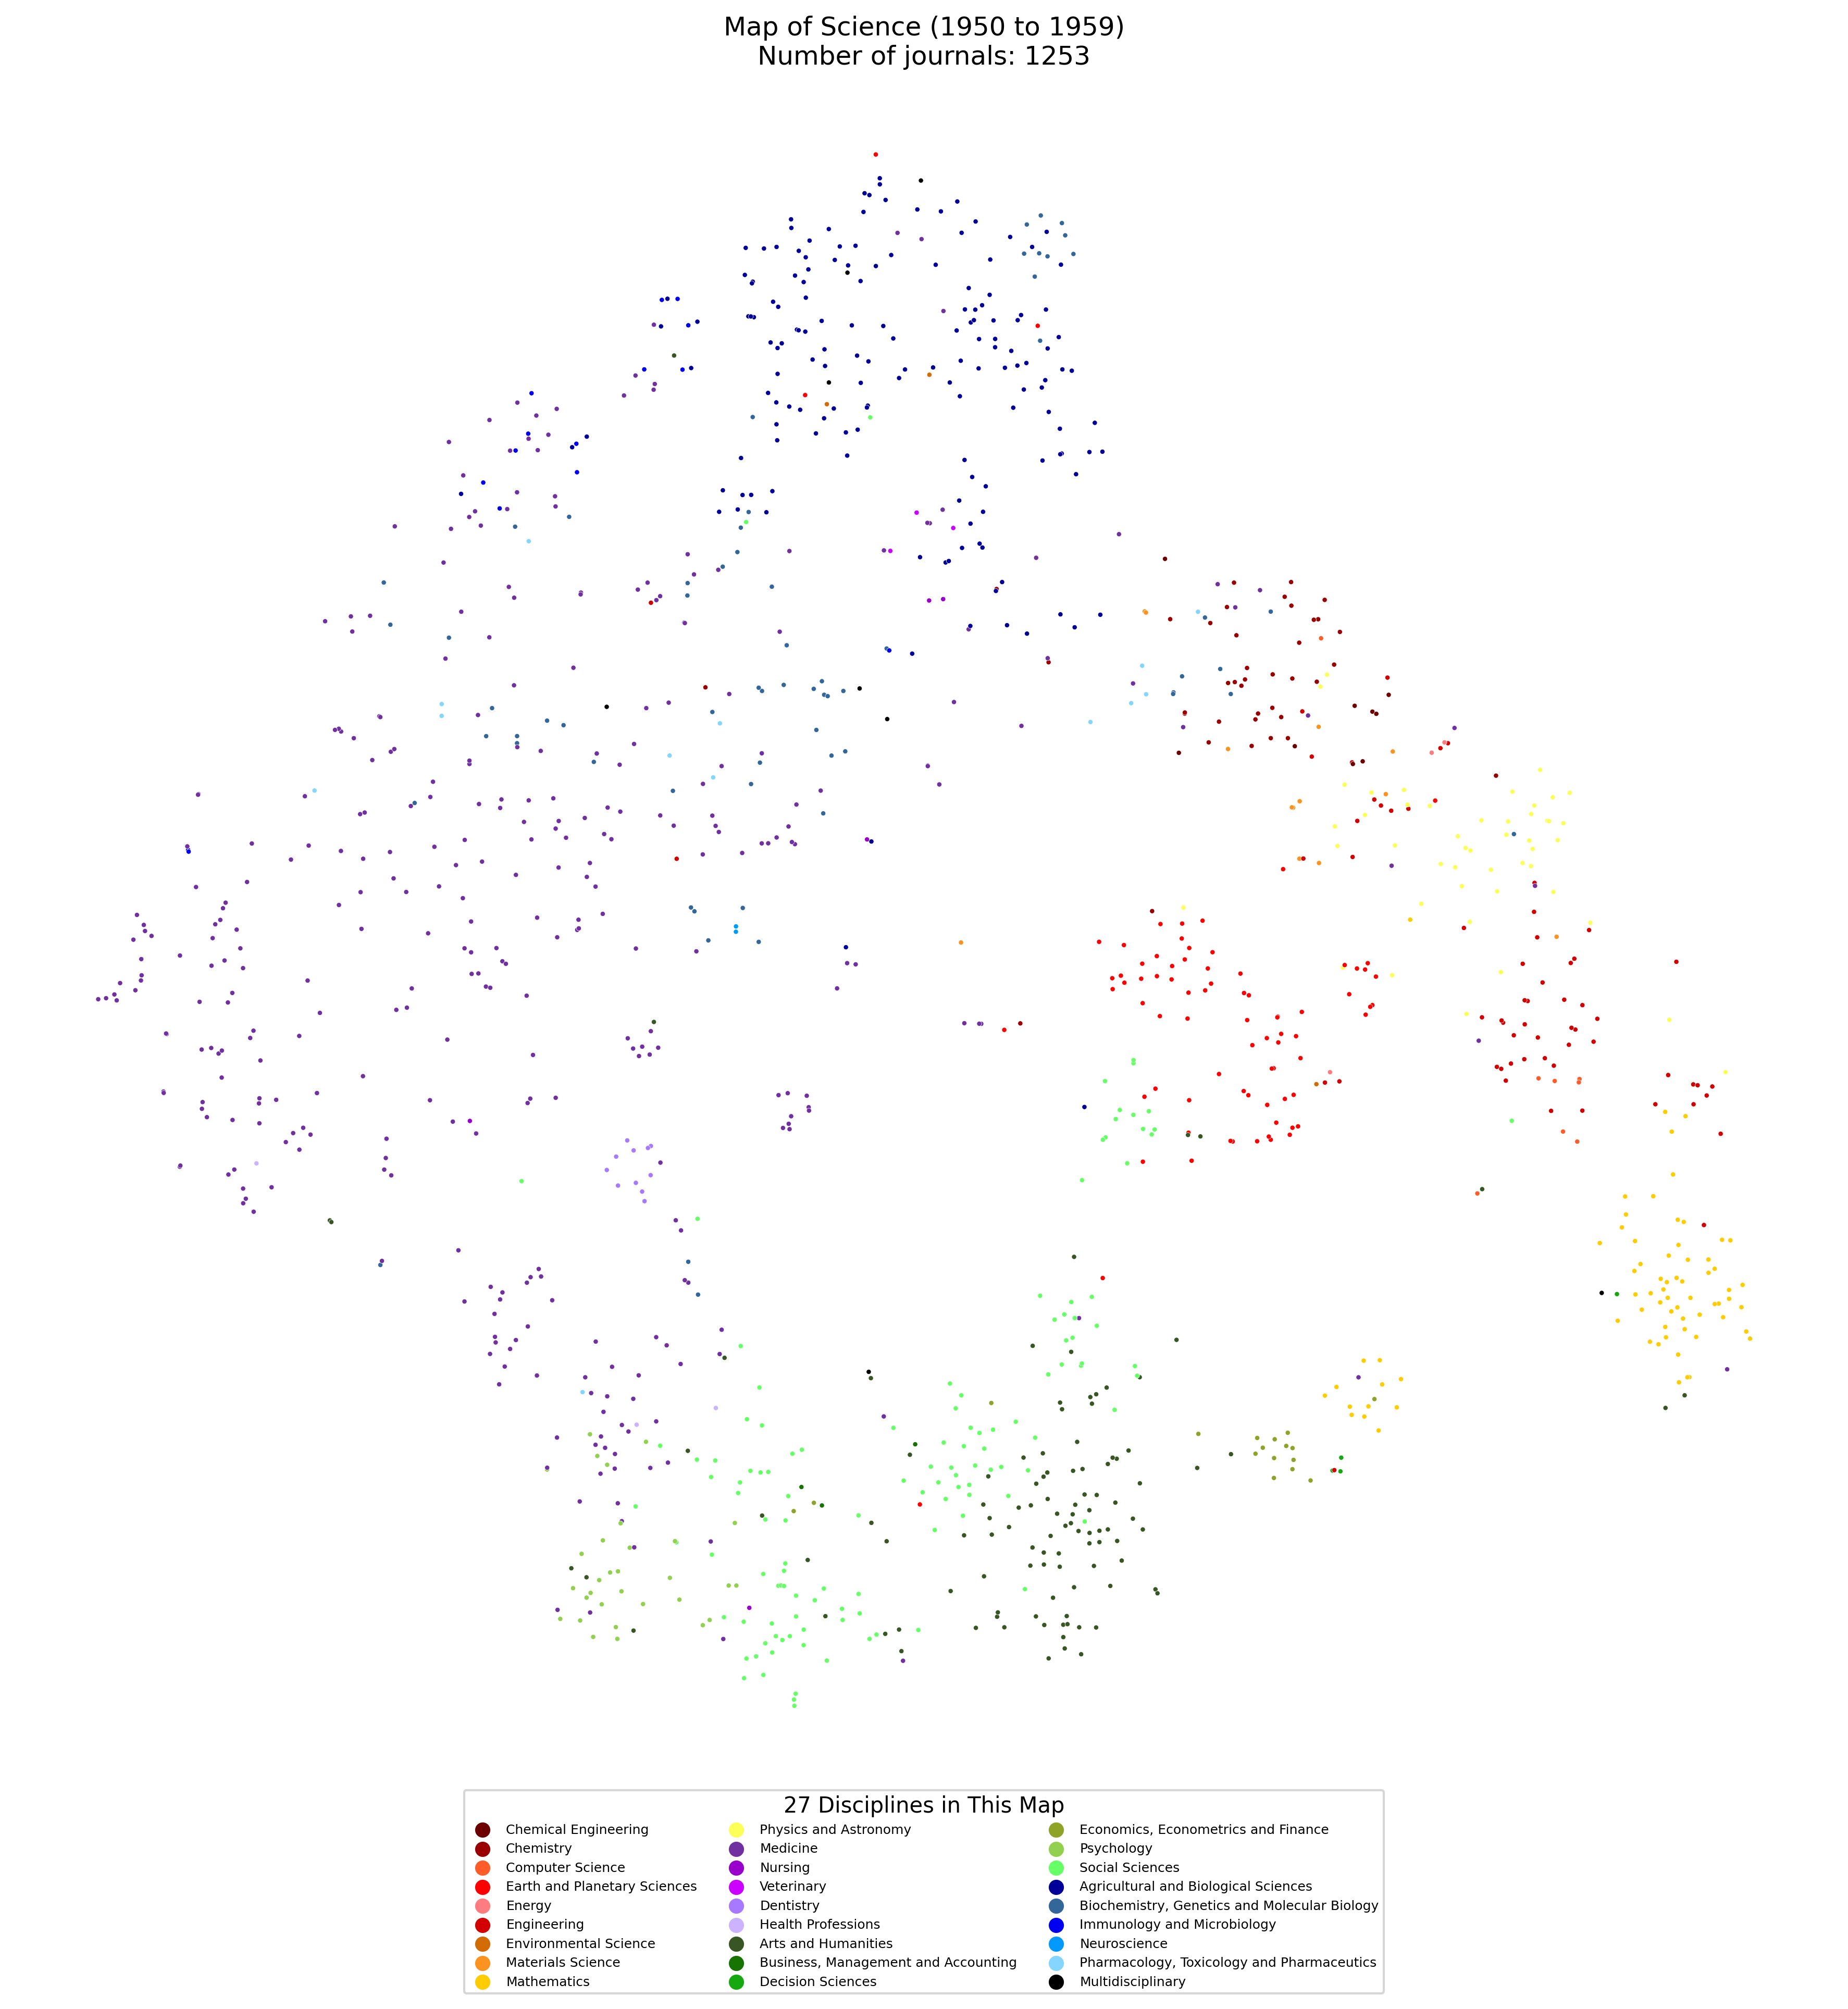 Map of Science (1950 to 1959)
Number of journals: 1253
27 Disciplines in This Map
Chemical Engineering
Chemistry
Computer Science
Earth and Planetary Sciences
Energy
Engineering
Environmental Science
Materials Science
Mathematics
Physics and Astronomy
Medicine
Nursing
Veterinary
Dentistry
Health Professions
Arts and Humanities
Business, Management and Accounting
Decision Sciences
Economics, Econometrics and Finance
Psychology
Social Sciences
Agricultural and Biological Sciences
Biochemistry, Genetics and Molecular Biology
Immunology and Microbiology
Neuroscience
Pharmacology, Toxicology and Pharmaceutics
Multidisciplinary